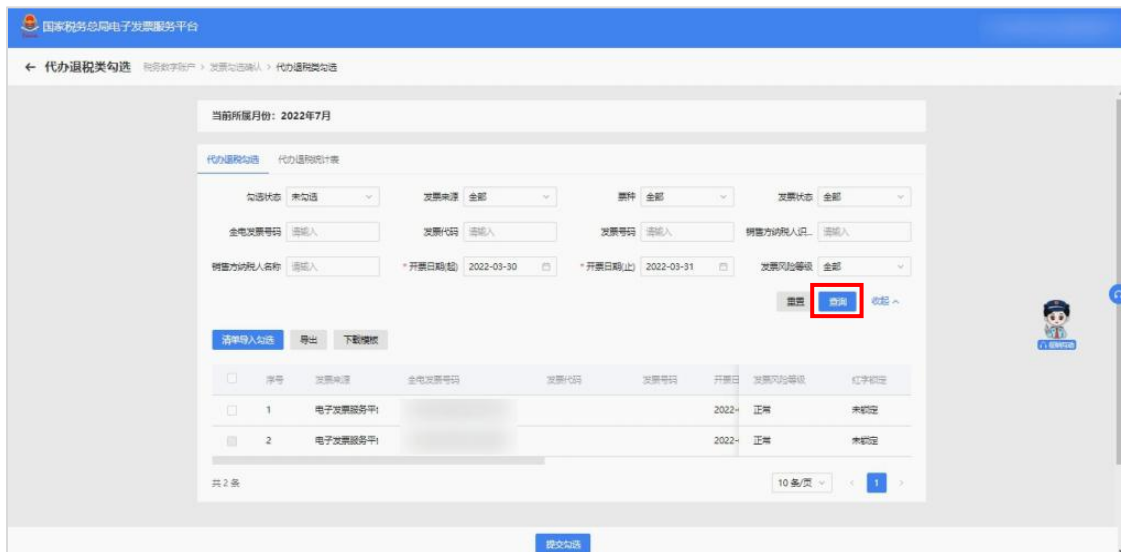 国家税务总局电子发票服务平台
← 代办退税类勾选 税务数字账户 > 发票勾选确认 > 代办退税类勾选
当前所属月份：2022年7月
代办退税勾选 代办退税统计表
勾选状态 未勾选 发票来源 全部 票种 全部 发票状态 全部
全电发票号码 请输入 发票代码 请输入 发票号码 请输入 销售方纳税人识... 请输入
销售方纳税人名称 请输入 * 开票日期(起) 2022-03-30 * 开票日期(止) 2022-03-31 发票风险等级 全部
重置 查询 收起
清单导入勾选 导出 下载模板
序号 发票来源 全电发票号码 发票代码 发票号码 开票日 发票风险等级 红字锁定
1 电子发票服务平 2022- 正常 未锁定
2 电子发票服务平 2022- 正常 未锁定
共 2 条 10 条/页 < 1 >
提交勾选